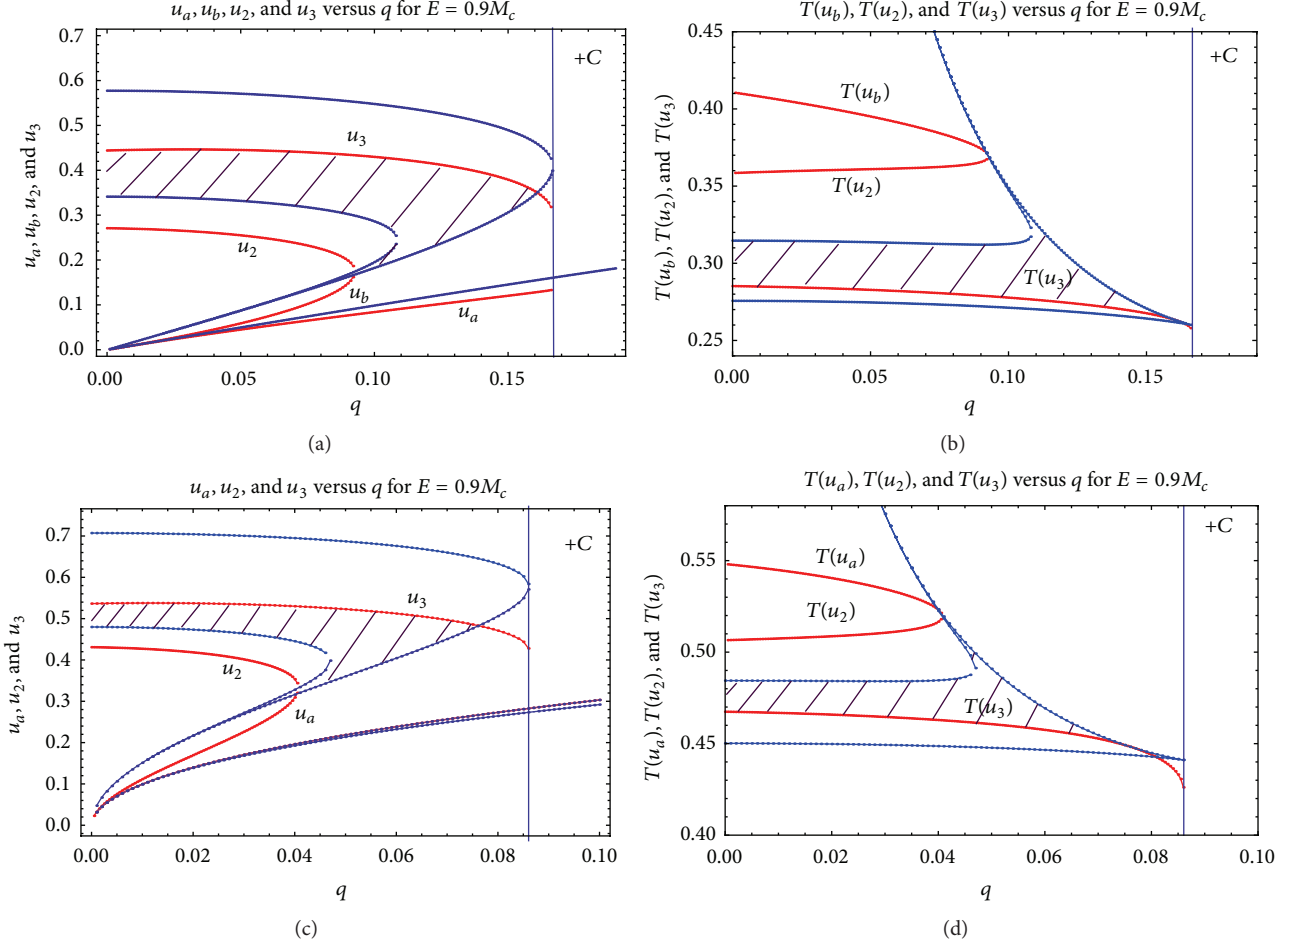 u_a, u_b, u_2, and u_3 versus q for E = 0.9M_c
0.7
0.6
0.5
0.4
0.3
0.2
0.1
0.0
u_a, u_b, u_2, and u_3
+C
u_3
u_2
u_b
u_a
0.00 0.05 0.10 0.15
q
(a)
T(u_b), T(u_2), and T(u_3) versus q for E = 0.9M_c
0.45
0.40
0.35
0.30
0.25
T(u_b), T(u_2), and T(u_3)
+C
T(u_b)
T(u_2)
T(u_3)
0.00 0.05 0.10 0.15
q
(b)
u_a, u_2, and u_3 versus q for E = 0.9M_c
0.7
0.6
0.5
0.4
0.3
0.2
0.1
0.0
u_a, u_2, and u_3
+C
u_3
u_2
u_a
0.00 0.02 0.04 0.06 0.08 0.10
q
(c)
T(u_a), T(u_2), and T(u_3) versus q for E = 0.9M_c
0.55
0.50
0.45
0.40
T(u_a), T(u_2), and T(u_3)
+C
T(u_a)
T(u_2)
T(u_3)
0.00 0.02 0.04 0.06 0.08 0.10
q
(d)